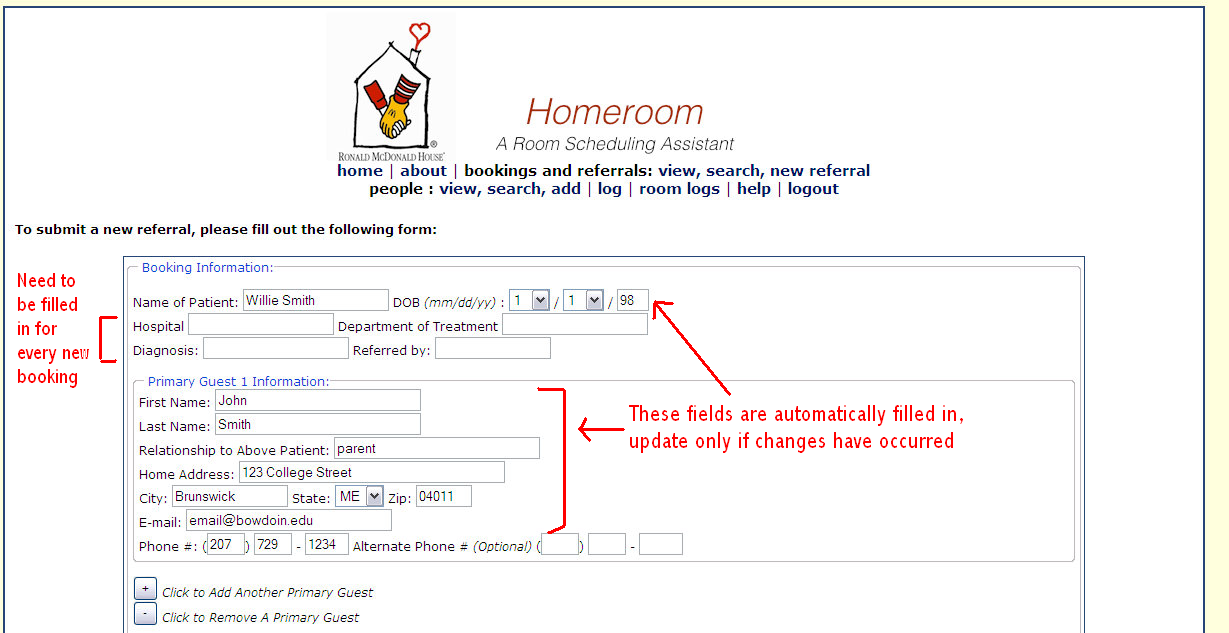 RONALD MCDONALD HOUSE®
Homeroom
A Room Scheduling Assistant
home | about | bookings and referrals: view, search, new referral
people : view, search, add | log | room logs | help | logout
To submit a new referral, please fill out the following form:
Need to
be filled
in for
every new
booking
Booking Information:
Name of Patient: Willie Smith DOB (mm/dd/yy) : 1 / 1 / 98
Hospital Department of Treatment
Diagnosis: Referred by:
Primary Guest 1 Information:
First Name: John
Last Name: Smith
Relationship to Above Patient: parent
Home Address: 123 College Street
City: Brunswick State: ME Zip: 04011
E-mail: email@bowdoin.edu
Phone #: (207) 729 - 1234 Alternate Phone # (Optional) ( ) -
These fields are automatically filled in,
update only if changes have occurred
+ Click to Add Another Primary Guest
- Click to Remove A Primary Guest